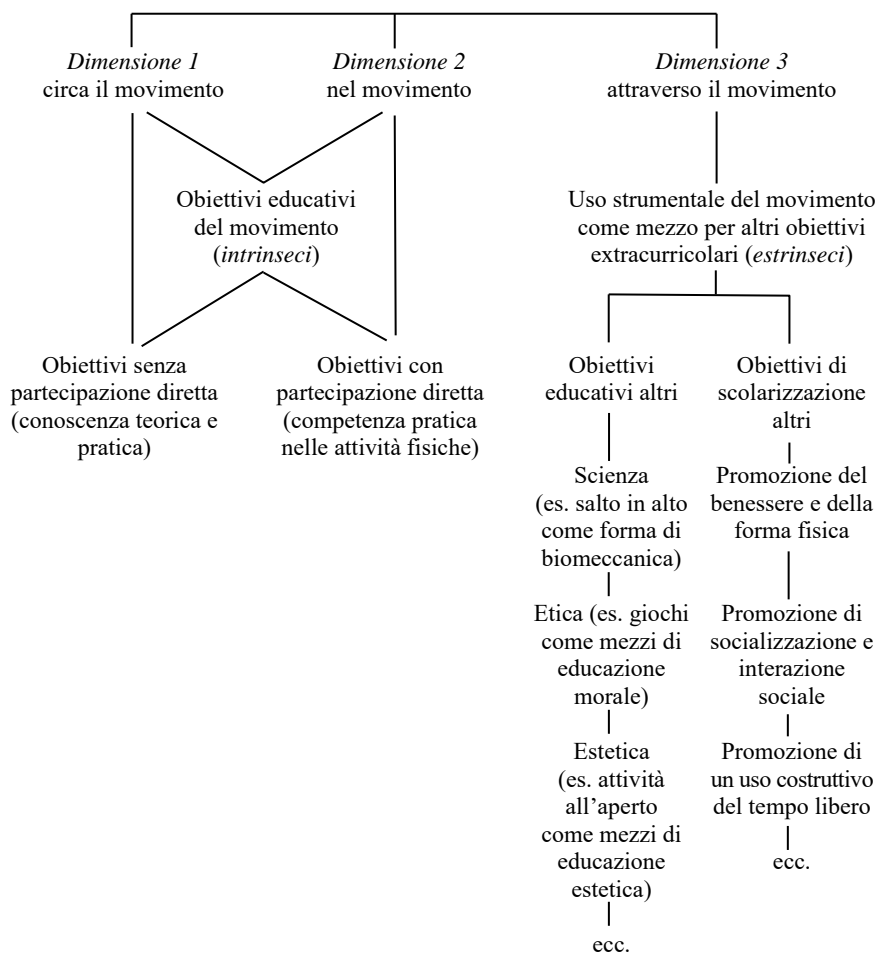 Dimensione 1
circa il movimento
Dimensione 2
nel movimento
Dimensione 3
attraverso il movimento
Obiettivi educativi
del movimento
(intrinseci)
Uso strumentale del movimento
come mezzo per altri obiettivi
extracurricolari (estrinseci)
Obiettivi senza
partecipazione diretta
(conoscenza teorica e
pratica)
Obiettivi con
partecipazione diretta
(competenza pratica
nelle attività fisiche)
Obiettivi
educativi altri
Scienza
(es. salto in alto
come forma di
biomeccanica)
Etica (es. giochi
come mezzi di
educazione
morale)
Estetica
(es. attività
all’aperto
come mezzi di
educazione
estetica)
ecc.
Obiettivi di
scolarizzazione
altri
Promozione del
benessere e della
forma fisica
Promozione di
socializzazione e
interazione
sociale
Promozione di
un uso costruttivo
del tempo libero
ecc.